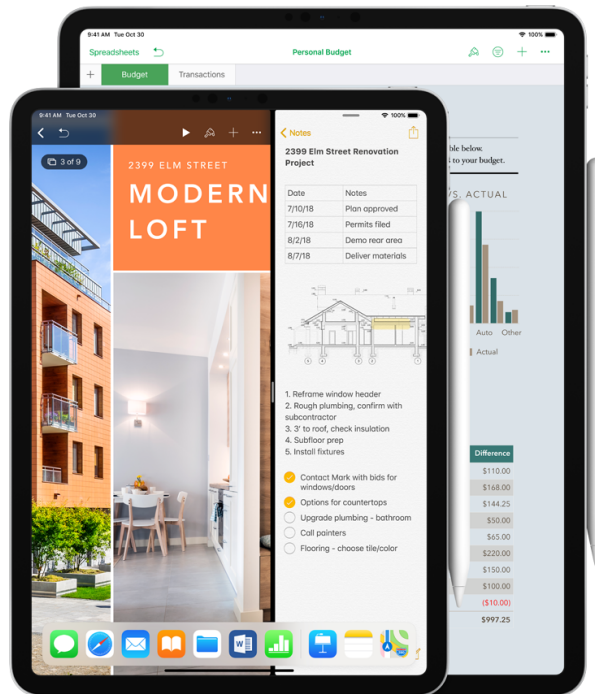 9:41 AM Tue Oct 30
100%
Spreadsheets
Personal Budget
Budget
Transactions
ble below.
to your budget.
S. ACTUAL
Auto Other
Actual
Difference
$110.00
$168.00
$144.25
$50.00
$65.00
$220.00
$150.00
$100.00
($10.00)
$997.25
9:41 AM Tue Oct 30
100%
3 of 9
2399 ELM STREET
MODERN
LOFT
Notes
2399 Elm Street Renovation
Project
Date Notes
7/10/18 Plan approved
7/16/18 Permits filed
8/2/18 Demo rear area
8/7/18 Deliver materials
1. Reframe window header
2. Rough plumbing, confirm with
subcontractor
3. 3' to roof, check insulation
4. Subfloor prep
5. Install fixtures
Contact Mark with bids for
windows/doors
Options for countertops
Upgrade plumbing - bathroom
Call painters
Flooring - choose tile/color
W